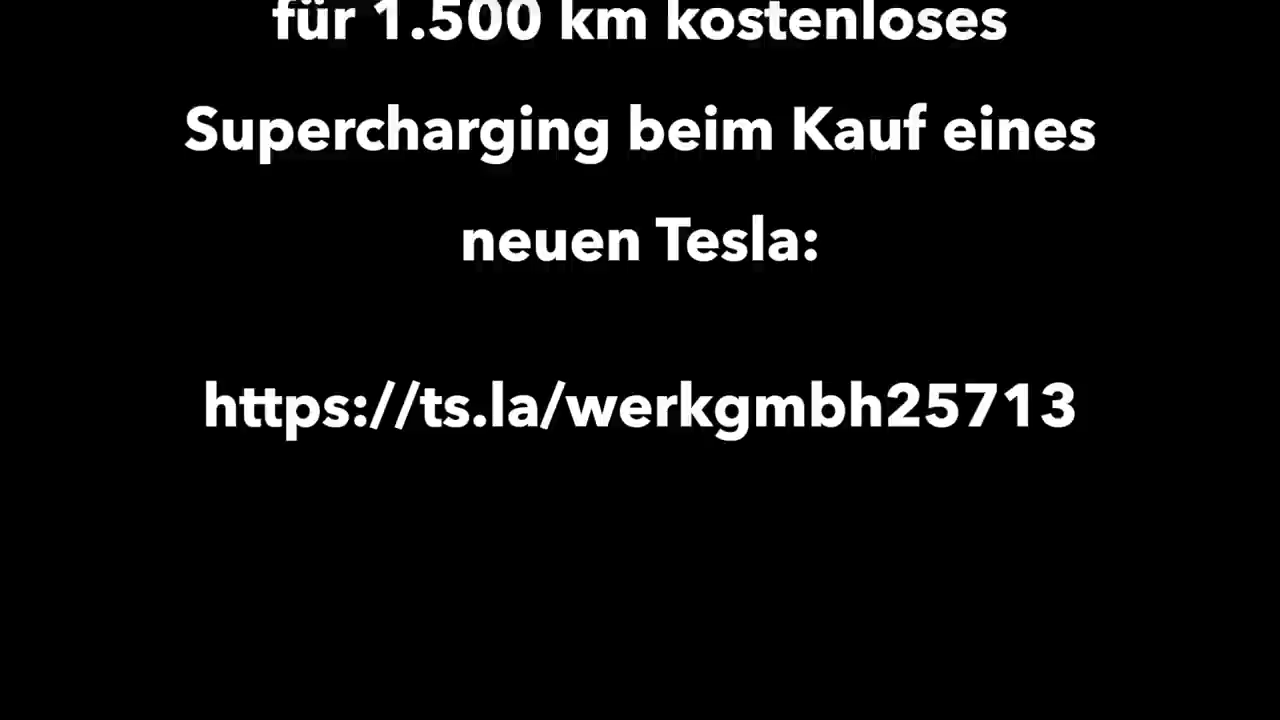 für 1.500 km kostenloses
Supercharging beim Kauf eines
neuen Tesla:
https://ts.la/werkgmbh25713